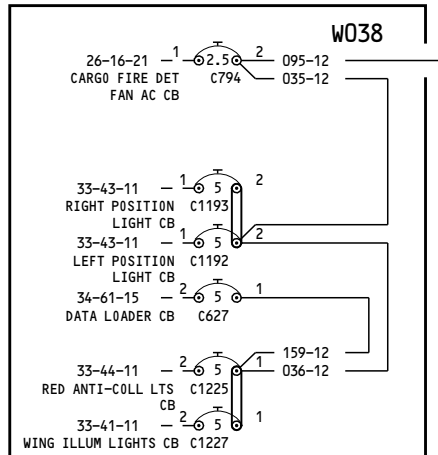 W038
26-16-21 1 2.5 2 095-12
CARGO FIRE DET C794 035-12
FAN AC CB
33-43-11 1 5 2
RIGHT POSITION C1193
LIGHT CB
33-43-11 1 5 2
LEFT POSITION C1192
LIGHT CB
34-61-15 2 5 1
DATA LOADER CB C627
159-12
33-44-11 2 5 1 036-12
RED ANTI-COLL LTS C1225
CB
33-41-11 2 5 1
WING ILLUM LIGHTS CB C1227